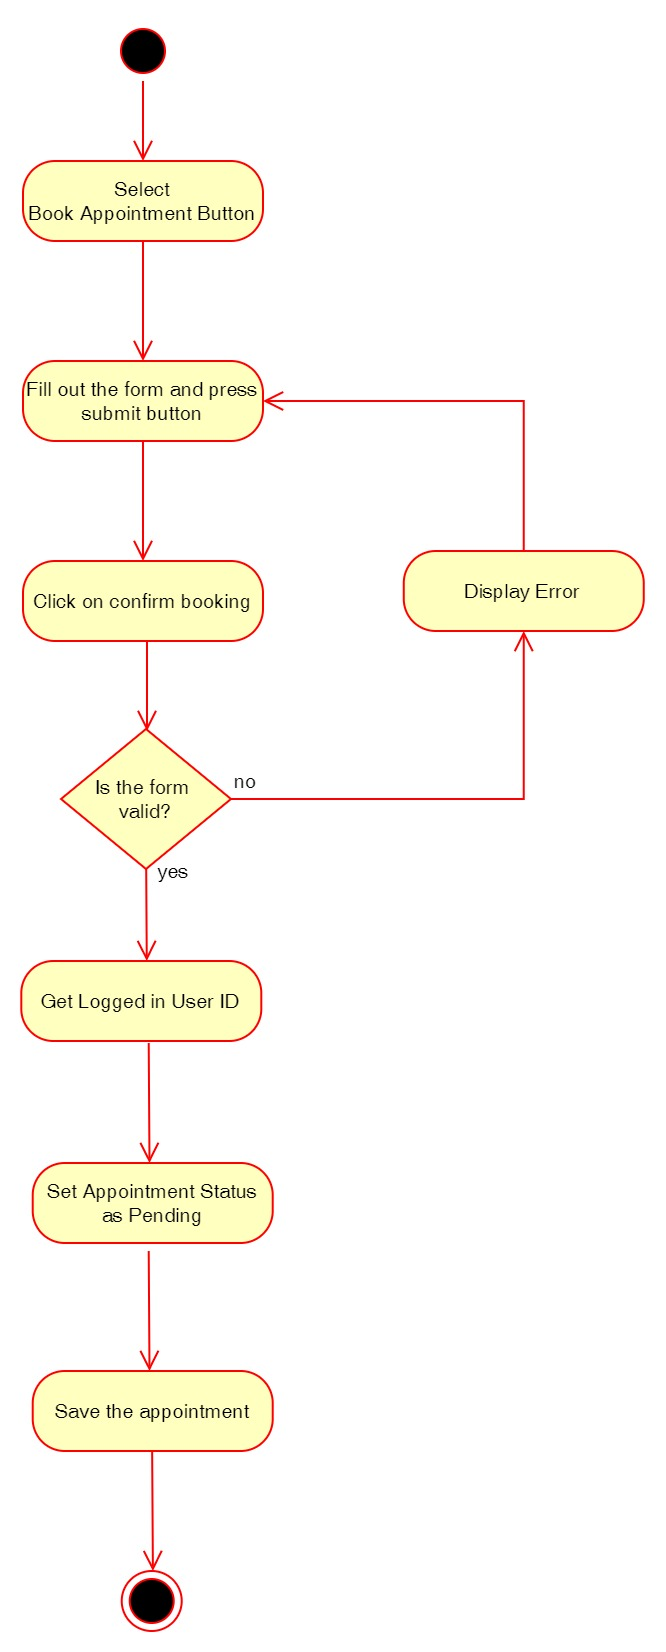 Select
Book Appointment Button
Fill out the form and press
submit button
Click on confirm booking
Display Error
Is the form
valid?
no
yes
Get Logged in User ID
Set Appointment Status
as Pending
Save the appointment